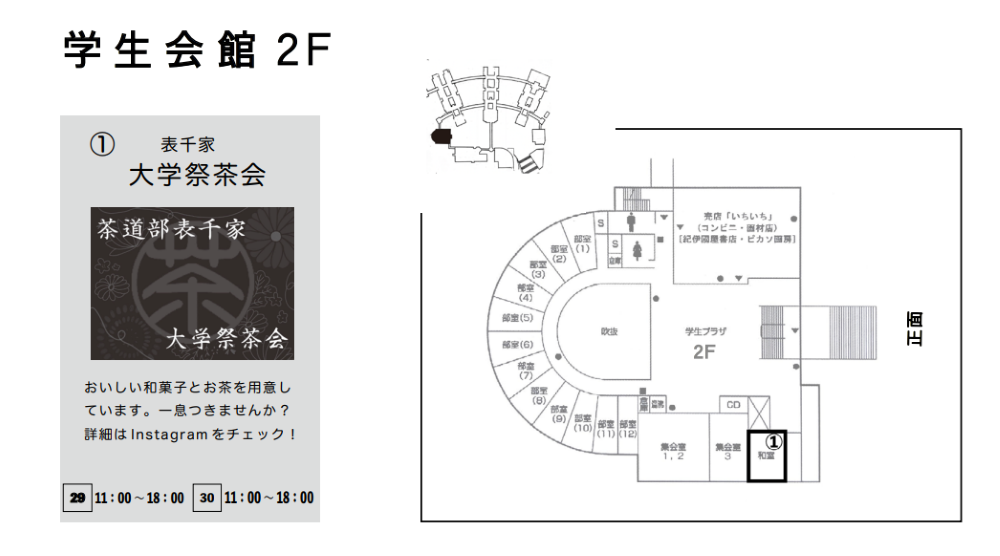 学生会館 2F
① 表千家
大学祭茶会
茶道部表千家
茶
大学祭茶会
おいしい和菓子とお茶を用意し
ています。一息つきませんか？
詳細はInstagramをチェック！
29 11：00～18：00 30 11：00～18：00
売店「いちいち」
(コンビニ・画材店)
[紀伊國屋書店・ピカソ画房]
S
S
倉庫
部室
(1)
部室
(2)
部室
(3)
部室
(4)
部室(5)
部室(6)
部室
(7)
部室
(8)
部室
(9)
部室
(10)
部室
(11)
部室
(12)
吹抜
学生プラザ
2F
正面
CD
集会室
1, 2
集会室
3
①
和室